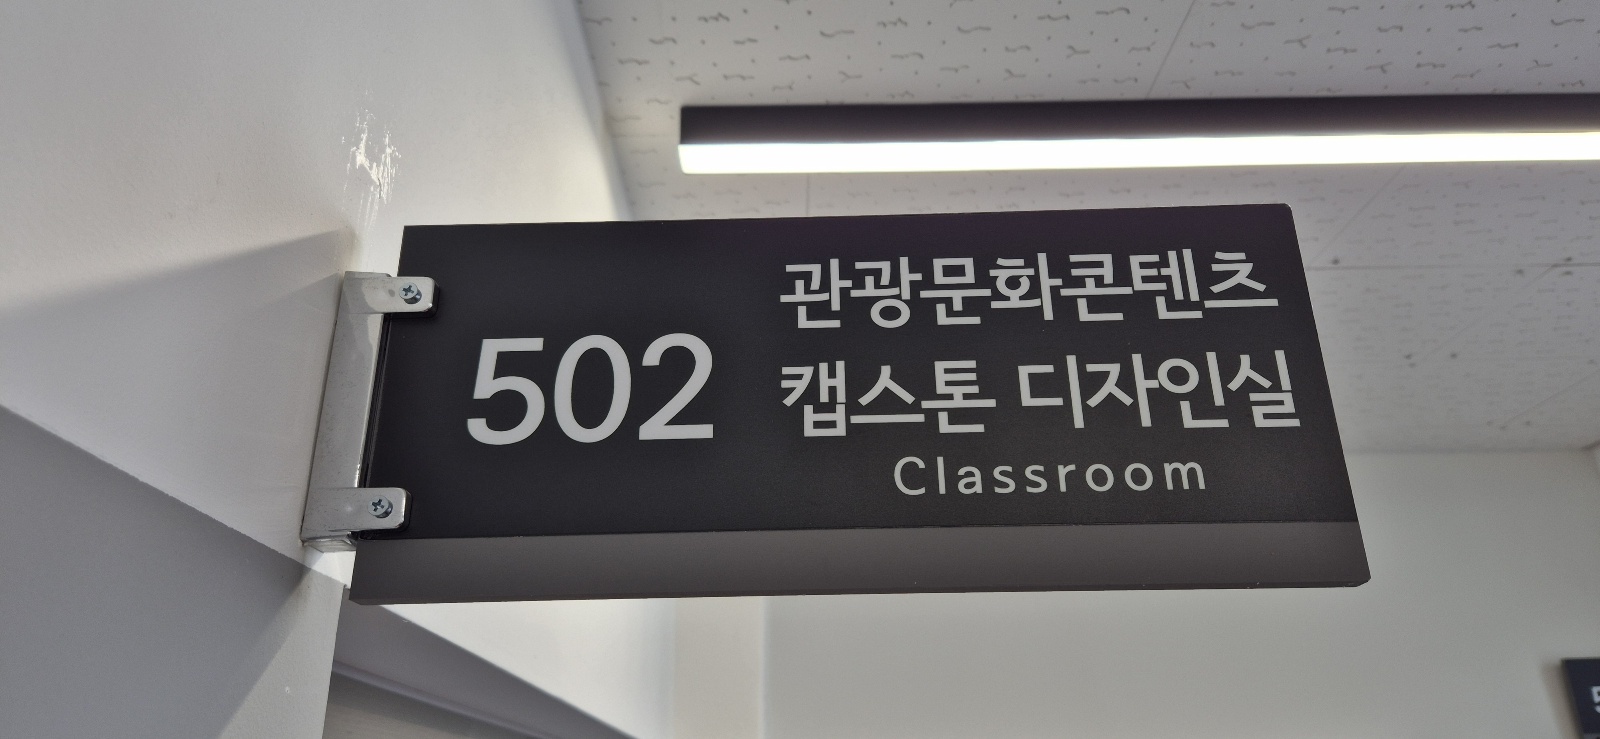 502
관광문화콘텐츠
캡스톤 디자인실
Classroom